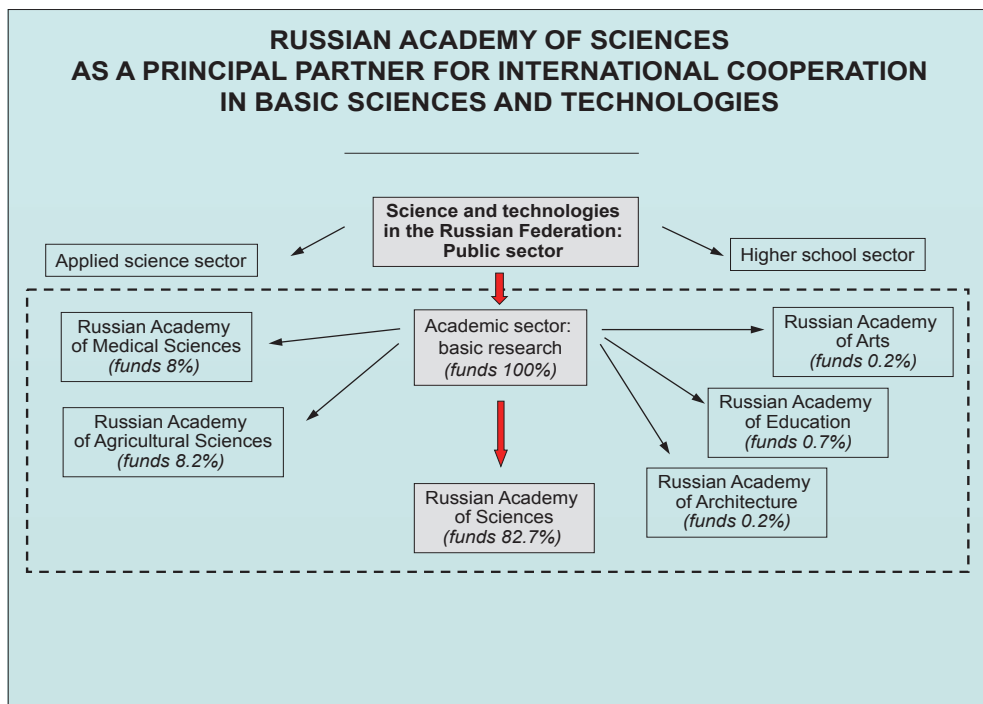 RUSSIAN ACADEMY OF SCIENCES
AS A PRINCIPAL PARTNER FOR INTERNATIONAL COOPERATION
IN BASIC SCIENCES AND TECHNOLOGIES
Science and technologies
in the Russian Federation:
Public sector
Applied science sector
Higher school sector
Russian Academy
of Medical Sciences
(funds 8%)
Academic sector:
basic research
(funds 100%)
Russian Academy
of Arts
(funds 0.2%)
Russian Academy
of Agricultural Sciences
(funds 8.2%)
Russian Academy
of Education
(funds 0.7%)
Russian Academy
of Sciences
(funds 82.7%)
Russian Academy
of Architecture
(funds 0.2%)